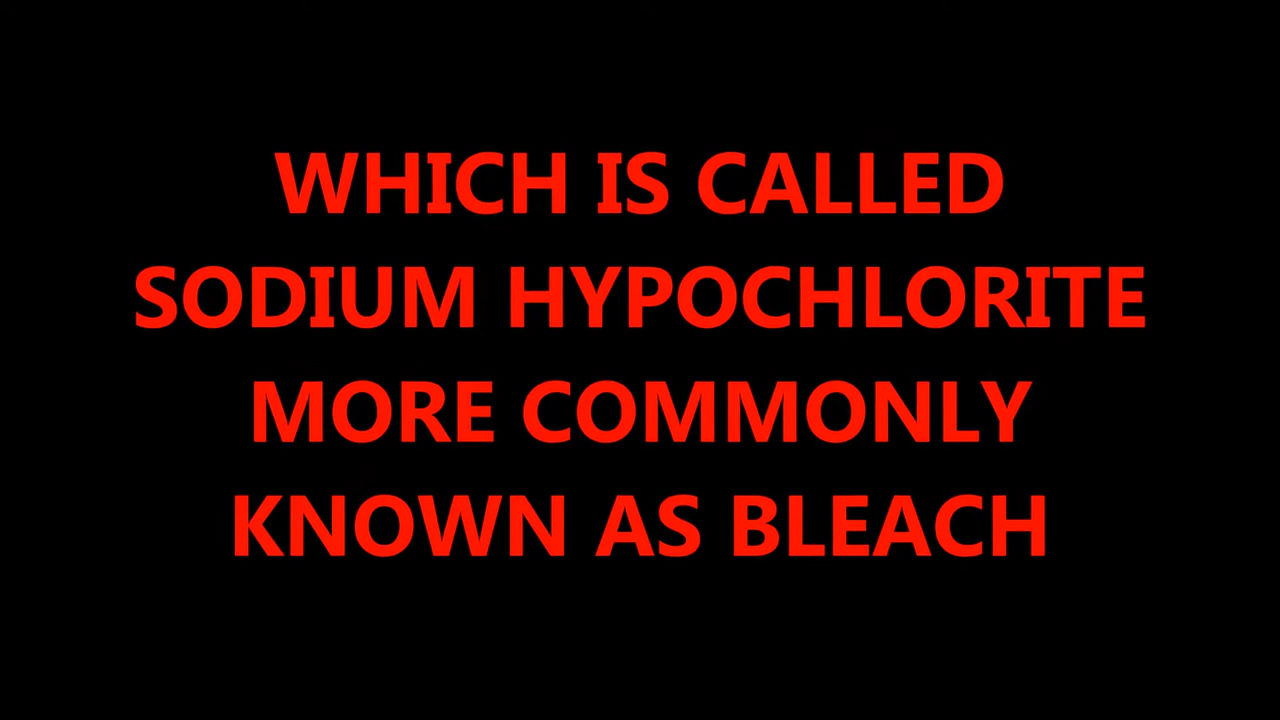 WHICH IS CALLED
SODIUM HYPOCHLORITE
MORE COMMONLY
KNOWN AS BLEACH